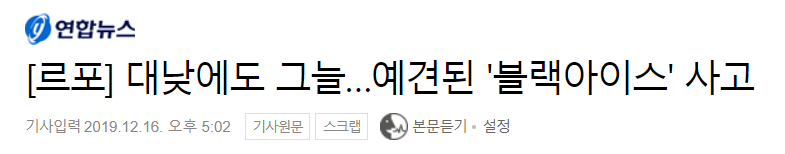 연합뉴스
[르포] 대낮에도 그늘…예견된 '블랙아이스' 사고
기사입력 2019.12.16. 오후 5:02 기사원문 스크랩 본문듣기 · 설정